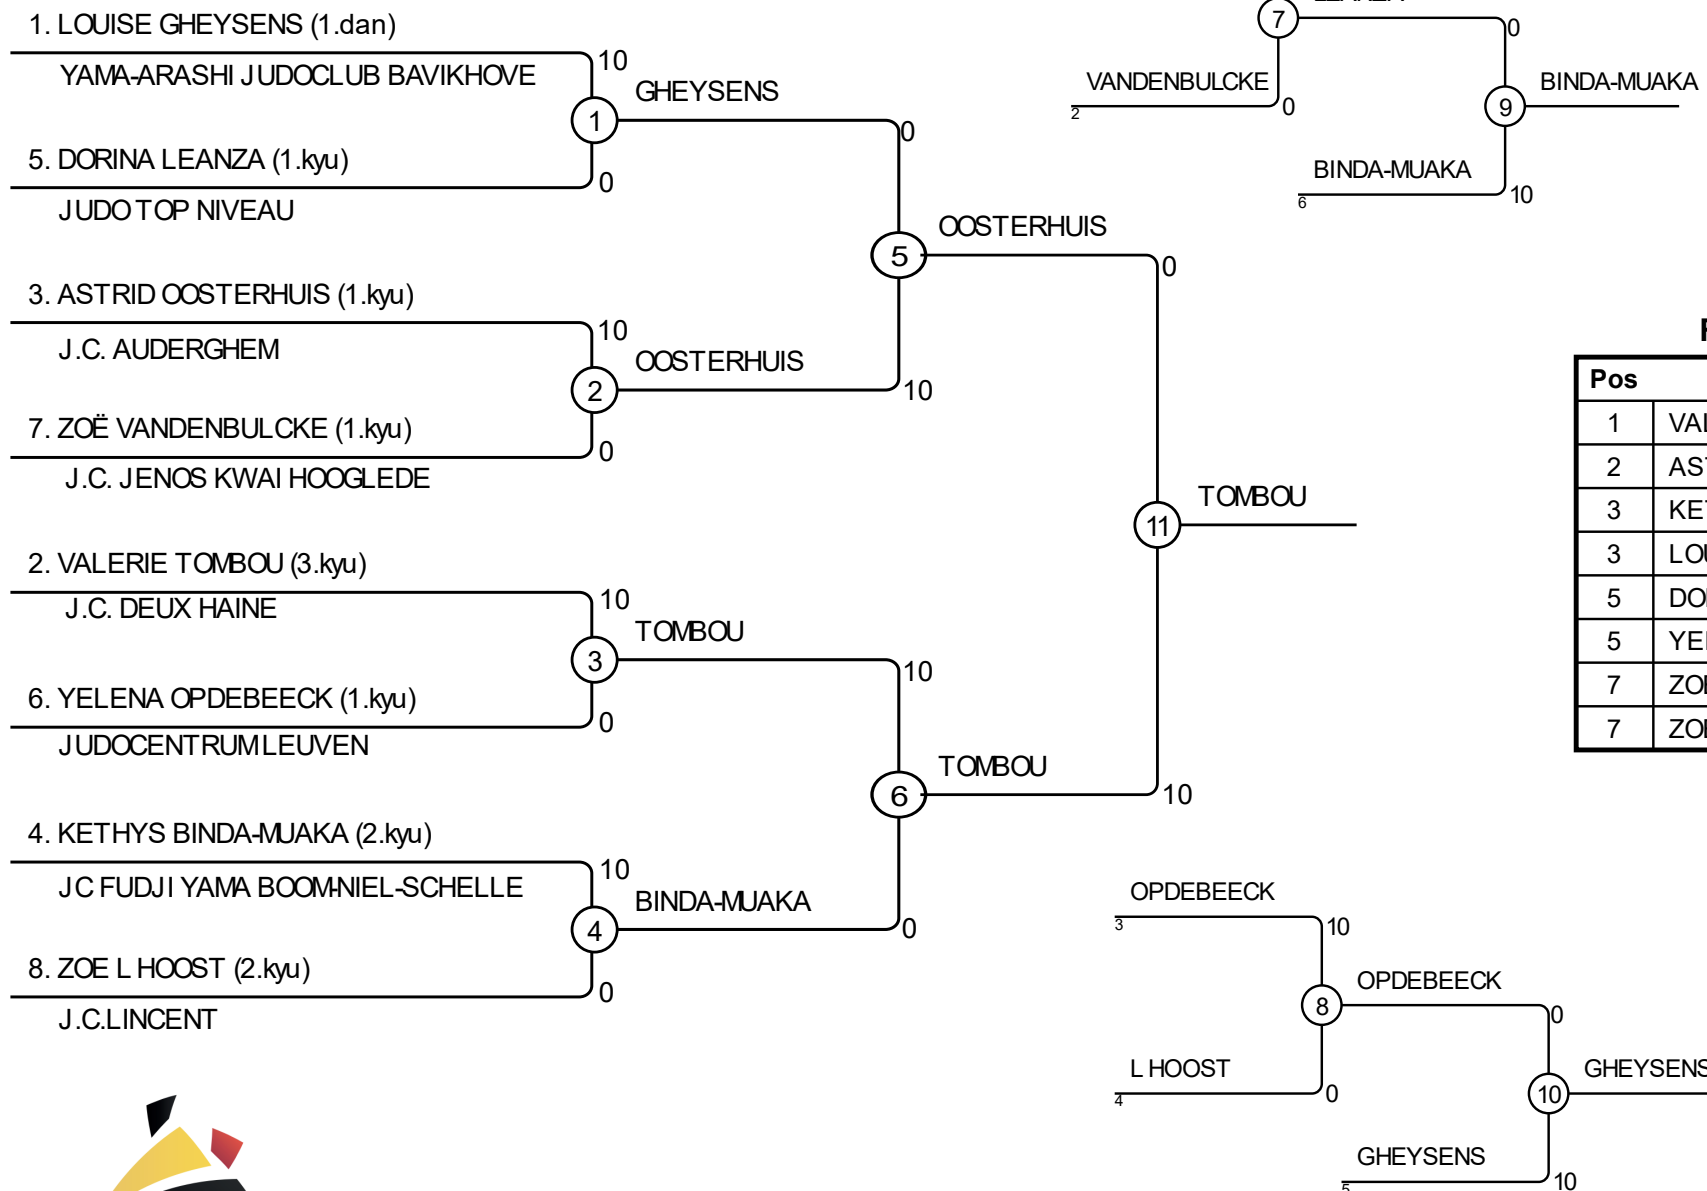 1. LOUISE GHEYSENS (1.dan)
YAMA-ARASHI JUDOCLUB BAVIKHOVE
10
GHEYSENS
1
0
5. DORINA LEANZA (1.kyu)
0
JUDO TOP NIVEAU
OOSTERHUIS
5
0
3. ASTRID OOSTERHUIS (1.kyu)
10
J.C. AUDERGHEM
OOSTERHUIS
2
10
7. ZOË VANDENBULCKE (1.kyu)
0
J.C. JENOS KWAI HOOGLEDE
TOMBOU
11
2. VALERIE TOMBOU (3.kyu)
10
J.C. DEUX HAINE
TOMBOU
3
10
6. YELENA OPDEBEECK (1.kyu)
0
JUDOCENTRUM LEUVEN
TOMBOU
6
10
4. KETHYS BINDA-MUAKA (2.kyu)
10
JC FUDJI YAMA BOOM-NIEL-SCHELLE
BINDA-MUAKA
4
0
8. ZOE L HOOST (2.kyu)
0
J.C.LINCENT
7
0
VANDENBULCKE
2
0
BINDA-MUAKA
9
BINDA-MUAKA
6
10
Pos
1
2
3
3
5
5
7
7
OPDEBEECK
3
10
OPDEBEECK
8
0
L HOOST
4
0
GHEYSENS
10
GHEYSENS
5
10